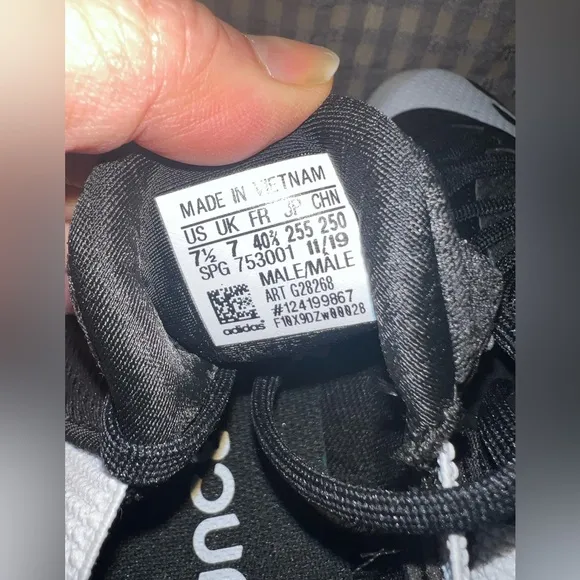 MADE IN VIETNAM
US UK FR JP CHN
7½ 7 40⅔ 255 250
SPG 753001 11/19
MALE/MÂLE
ART G28268
#124199867
F10X9DZW00028
adidas
ounce